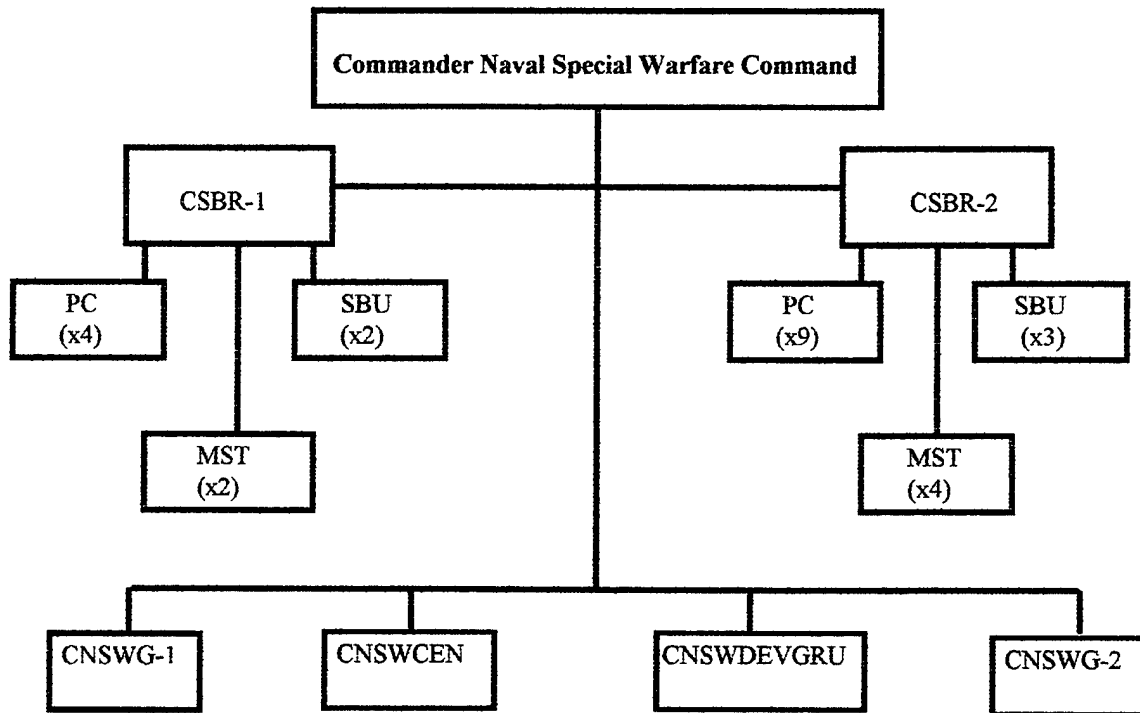 Commander Naval Special Warfare Command
CSBR-1
CSBR-2
PC
(x4)
SBU
(x2)
PC
(x9)
SBU
(x3)
MST
(x2)
MST
(x4)
CNSWG-1
CNSWCEN
CNSWDEVGRU
CNSWG-2